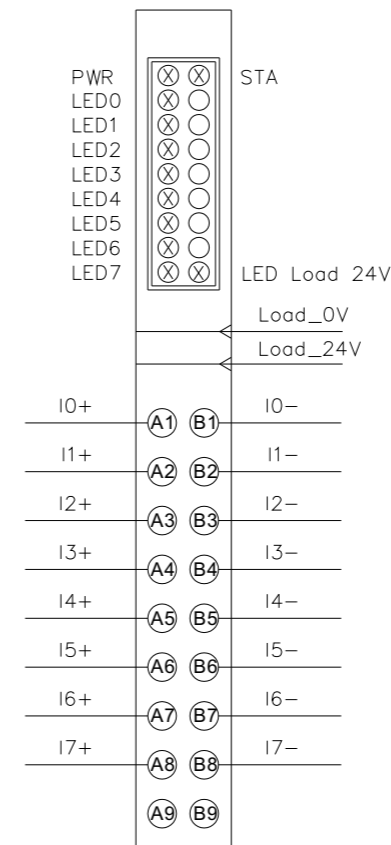 PWR STA
LED0
LED1
LED2
LED3
LED4
LED5
LED6
LED7 LED Load 24V
Load_0V
Load_24V
I0+ A1 B1 I0-
I1+ A2 B2 I1-
I2+ A3 B3 I2-
I3+ A4 B4 I3-
I4+ A5 B5 I4-
I5+ A6 B6 I5-
I6+ A7 B7 I6-
I7+ A8 B8 I7-
A9 B9